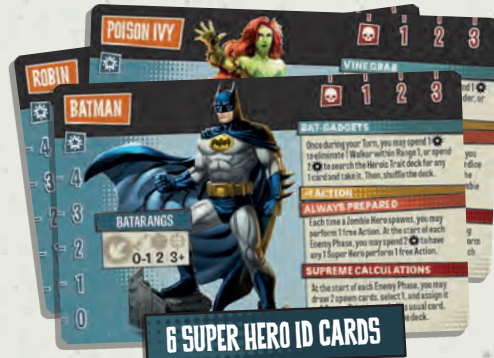 POISON IVY
1 2 3
VINE GRAB
ROBIN
BATMAN
1 2 3
BAT-GADGETS
Once during your Turn, you may spend 1
to eliminate 1 Walker within Range 1, or spend
2 to search the Heroic Trait deck for any
1 card and take it. Then, shuffle the deck.
+1 ACTION
ALWAYS PREPARED
Each time a Zombie Hero spawns, you may
perform 1 free Action. At the start of each
Enemy Phase, you may spend 2 to have
any 1 Super Hero perform 1 free Action.
SUPREME CALCULATIONS
At the start of each Enemy Phase, you may
draw 2 spawn cards, select 1, and assign it
usual card.
deck.
BATARANGS
0-1 2 3+
4
3
2
1
0
6 SUPER HERO ID CARDS